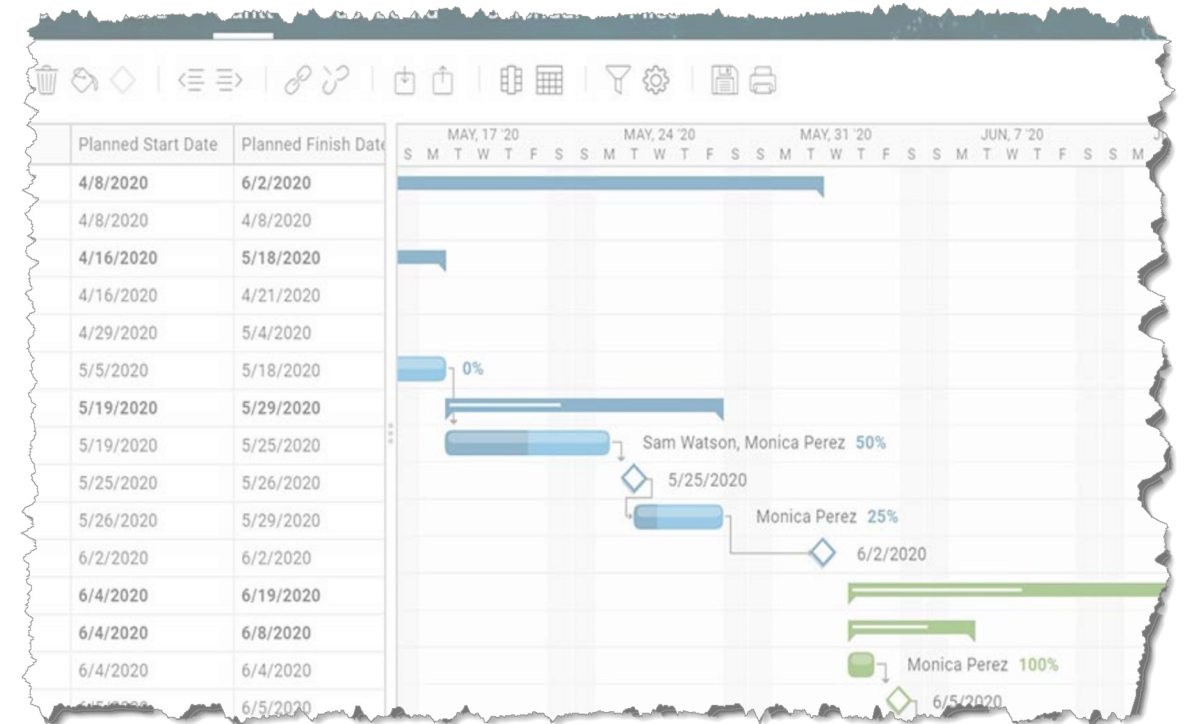 Planned Start Date Planned Finish Date MAY, 17 '20 MAY, 24 '20 MAY, 31 '20 JUN, 7 '20
S M T W T F S S M T W T F S S M T W T F S S M T W T F S S M
4/8/2020 6/2/2020
4/8/2020 4/8/2020
4/16/2020 5/18/2020
4/16/2020 4/21/2020
4/29/2020 5/4/2020
5/5/2020 5/18/2020 0%
5/19/2020 5/29/2020
5/19/2020 5/25/2020 Sam Watson, Monica Perez 50%
5/25/2020 5/26/2020 5/25/2020
5/26/2020 5/29/2020 Monica Perez 25%
6/2/2020 6/2/2020 6/2/2020
6/4/2020 6/19/2020
6/4/2020 6/8/2020
6/4/2020 6/4/2020 Monica Perez 100%
6/5/2020 6/5/2020 6/5/2020